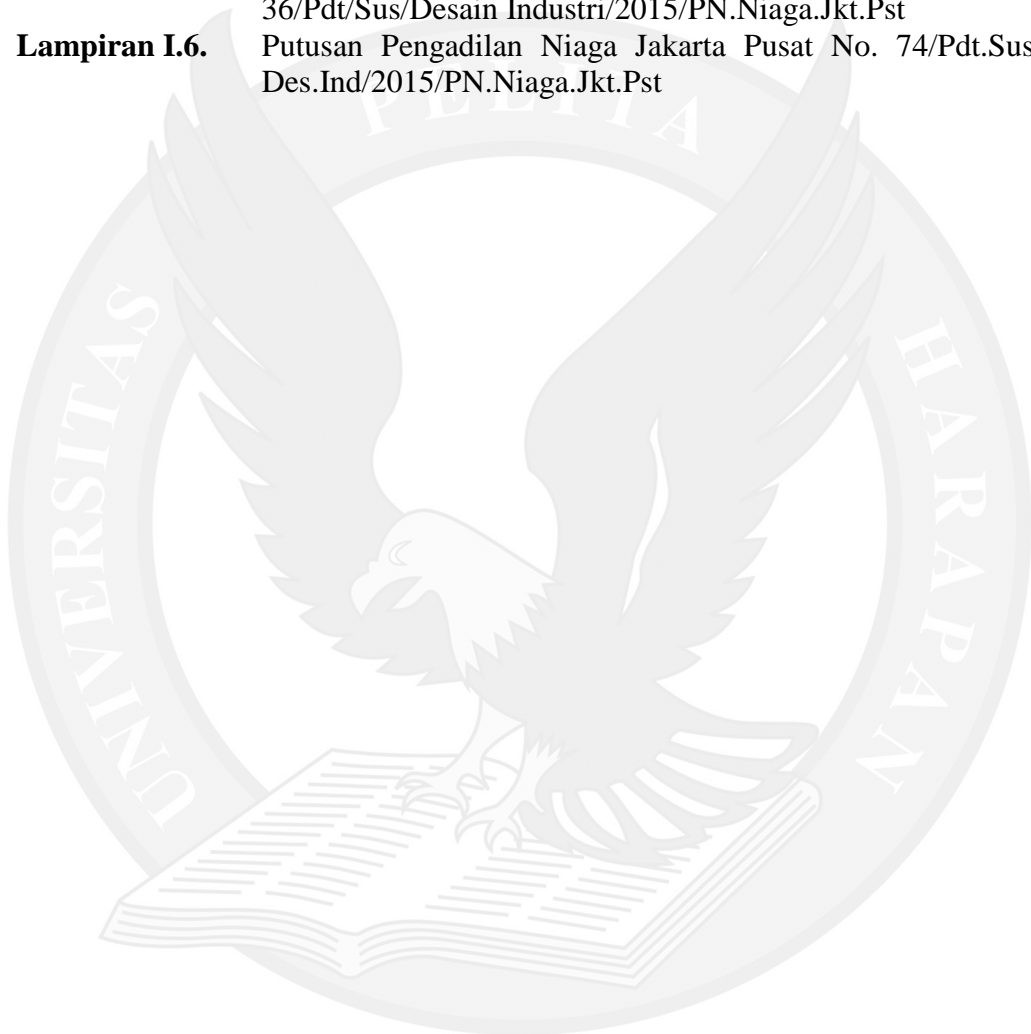 36/Pdt/Sus/Desain Industri/2015/PN.Niaga.Jkt.Pst
Lampiran I.6. Putusan Pengadilan Niaga Jakarta Pusat No. 74/Pdt.Sus
Des.Ind/2015/PN.Niaga.Jkt.Pst
UNIVERSITAS PELITA HARAPAN